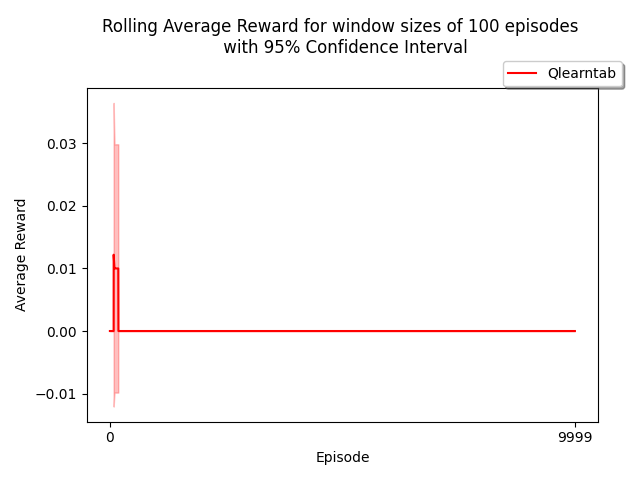 Rolling Average Reward for window sizes of 100 episodes
with 95% Confidence Interval
Qlearntab
0.03
0.02
0.01
0.00
−0.01
Average Reward
0
9999
Episode